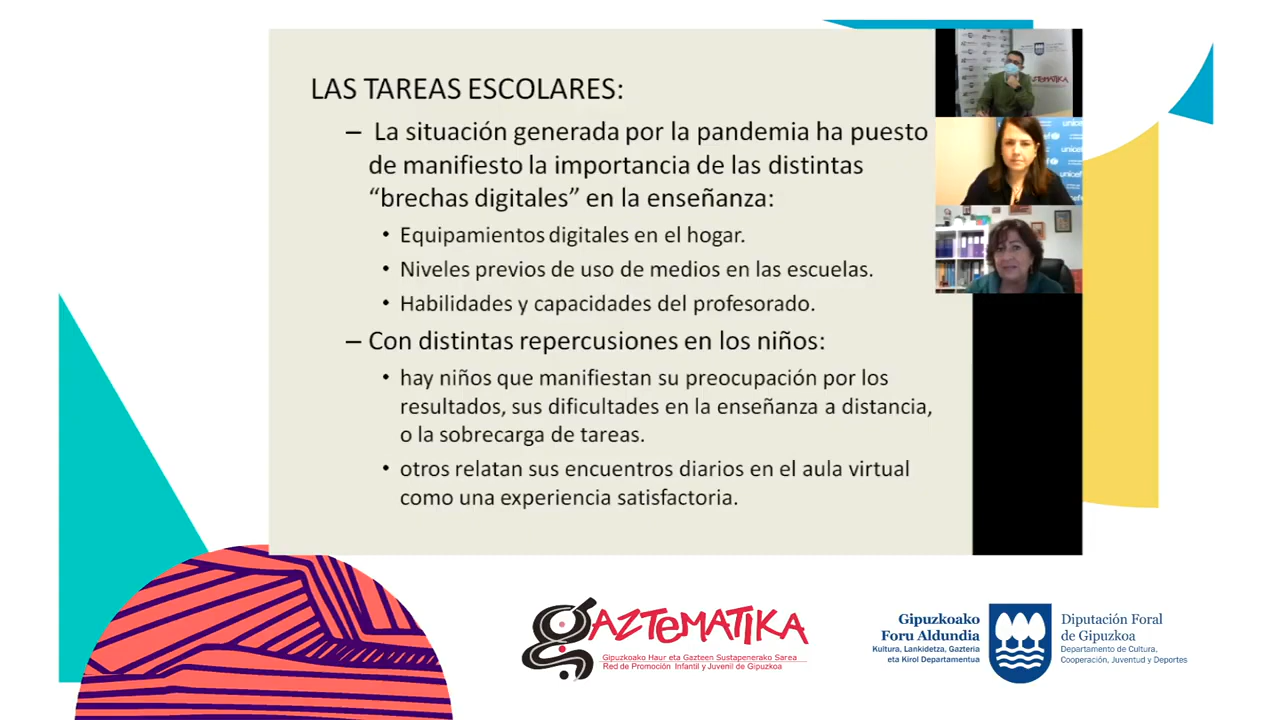 LAS TAREAS ESCOLARES:
– La situación generada por la pandemia ha puesto
de manifiesto la importancia de las distintas
“brechas digitales” en la enseñanza:
• Equipamientos digitales en el hogar.
• Niveles previos de uso de medios en las escuelas.
• Habilidades y capacidades del profesorado.
– Con distintas repercusiones en los niños:
• hay niños que manifiestan su preocupación por los
resultados, sus dificultades en la enseñanza a distancia,
o la sobrecarga de tareas.
• otros relatan sus encuentros diarios en el aula virtual
como una experiencia satisfactoria.
unicef
unicef
unicef
GAZTEMATIKA
Gipuzkoako Haur eta Gazteen Sustapenerako Sarea
Red de Promoción Infantil y Juvenil de Gipuzkoa
Gipuzkoako
Foru Aldundia
Kultura, Lankidetza, Gazteria
eta Kirol Departamentua
Diputación Foral
de Gipuzkoa
Departamento de Cultura,
Cooperación, Juventud y Deportes